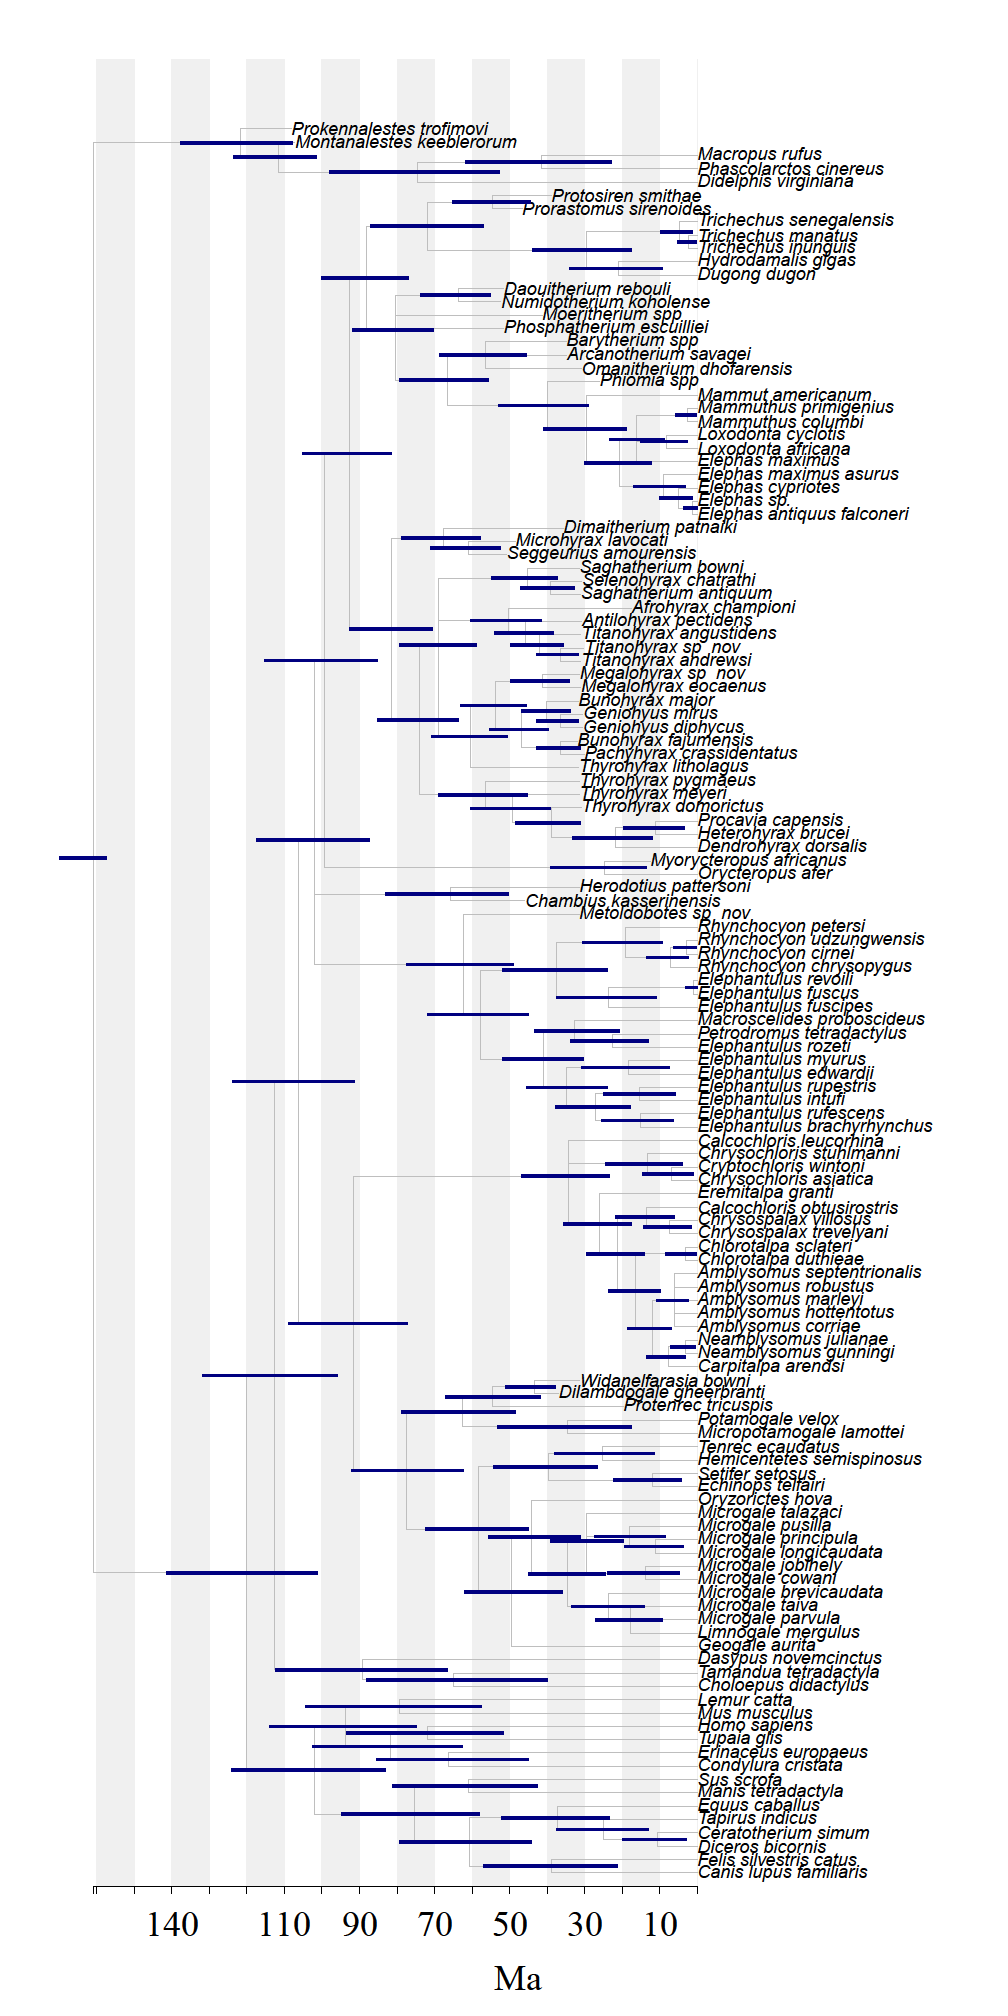 Prokennalestes trofimovi
Montanalestes keeblerorum
Macropus rufus
Phascolarctos cinereus
Didelphis virginiana
Protosiren smithae
Prorastomus sirenoides
Trichechus senegalensis
Trichechus manatus
Trichechus inunguis
Hydrodamalis gigas
Dugong dugon
Daouitherium rebouli
Numidotherium koholense
Moeritherium spp
Phosphatherium escuilliei
Barytherium spp
Arcanotherium savagei
Omanitherium dhofarensis
Phiomia spp
Mammut americanum
Mammuthus primigenius
Mammuthus columbi
Loxodonta cyclotis
Loxodonta africana
Elephas maximus
Elephas maximus asurus
Elephas cypriotes
Elephas sp.
Elephas antiquus falconeri
Dimaitherium patnaiki
Microhyrax lavocati
Seggeurius amourensis
Saghatherium bowni
Selenohyrax chatrathi
Saghatherium antiquum
Afrohyrax championi
Antilohyrax pectidens
Titanohyrax angustidens
Titanohyrax sp nov
Titanohyrax andrewsi
Megalohyrax sp nov
Megalohyrax eocaenus
Bunohyrax major
Geniohyus mirus
Geniohyus diphycus
Bunohyrax fajumensis
Pachyhyrax crassidentatus
Thyrohyrax litholagus
Thyrohyrax pygmaeus
Thyrohyrax meyeri
Thyrohyrax domorictus
Procavia capensis
Heterohyrax brucei
Dendrohyrax dorsalis
Myorycteropus africanus
Orycteropus afer
Herodotius pattersoni
Chambius kasserinensis
Metoldobotes sp nov
Rhynchocyon petersi
Rhynchocyon udzungwensis
Rhynchocyon cirnei
Rhynchocyon chrysopygus
Elephantulus revoili
Elephantulus fuscus
Elephantulus fuscipes
Macroscelides proboscideus
Petrodromus tetradactylus
Elephantulus rozeti
Elephantulus myurus
Elephantulus edwardii
Elephantulus rupestris
Elephantulus intufi
Elephantulus rufescens
Elephantulus brachyrhynchus
Calcochloris leucorhina
Chrysochloris stuhlmanni
Cryptochloris wintoni
Chrysochloris asiatica
Eremitalpa granti
Calcochloris obtusirostris
Chrysospalax villosus
Chrysospalax trevelyani
Chlorotalpa sclateri
Chlorotalpa duthieae
Amblysomus septentrionalis
Amblysomus robustus
Amblysomus marleyi
Amblysomus hottentotus
Amblysomus corriae
Neamblysomus julianae
Neamblysomus gunningi
Carpitalpa arendsi
Widanelfarasia bowni
Dilambdogale gheerbranti
Protenrec tricuspis
Potamogale velox
Micropotamogale lamottei
Tenrec ecaudatus
Hemicentetes semispinosus
Setifer setosus
Echinops telfairi
Oryzorictes hova
Microgale talazaci
Microgale pusilla
Microgale principula
Microgale longicaudata
Microgale jobihely
Microgale cowani
Microgale brevicaudata
Microgale taiva
Microgale parvula
Limnogale mergulus
Geogale aurita
Dasypus novemcinctus
Tamandua tetradactyla
Choloepus didactylus
Lemur catta
Mus musculus
Homo sapiens
Tupaia glis
Erinaceus europaeus
Condylura cristata
Sus scrofa
Manis tetradactyla
Equus caballus
Tapirus indicus
Ceratotherium simum
Diceros bicornis
Felis silvestris catus
Canis lupus familiaris
140 110 90 70 50 30 10
Ma